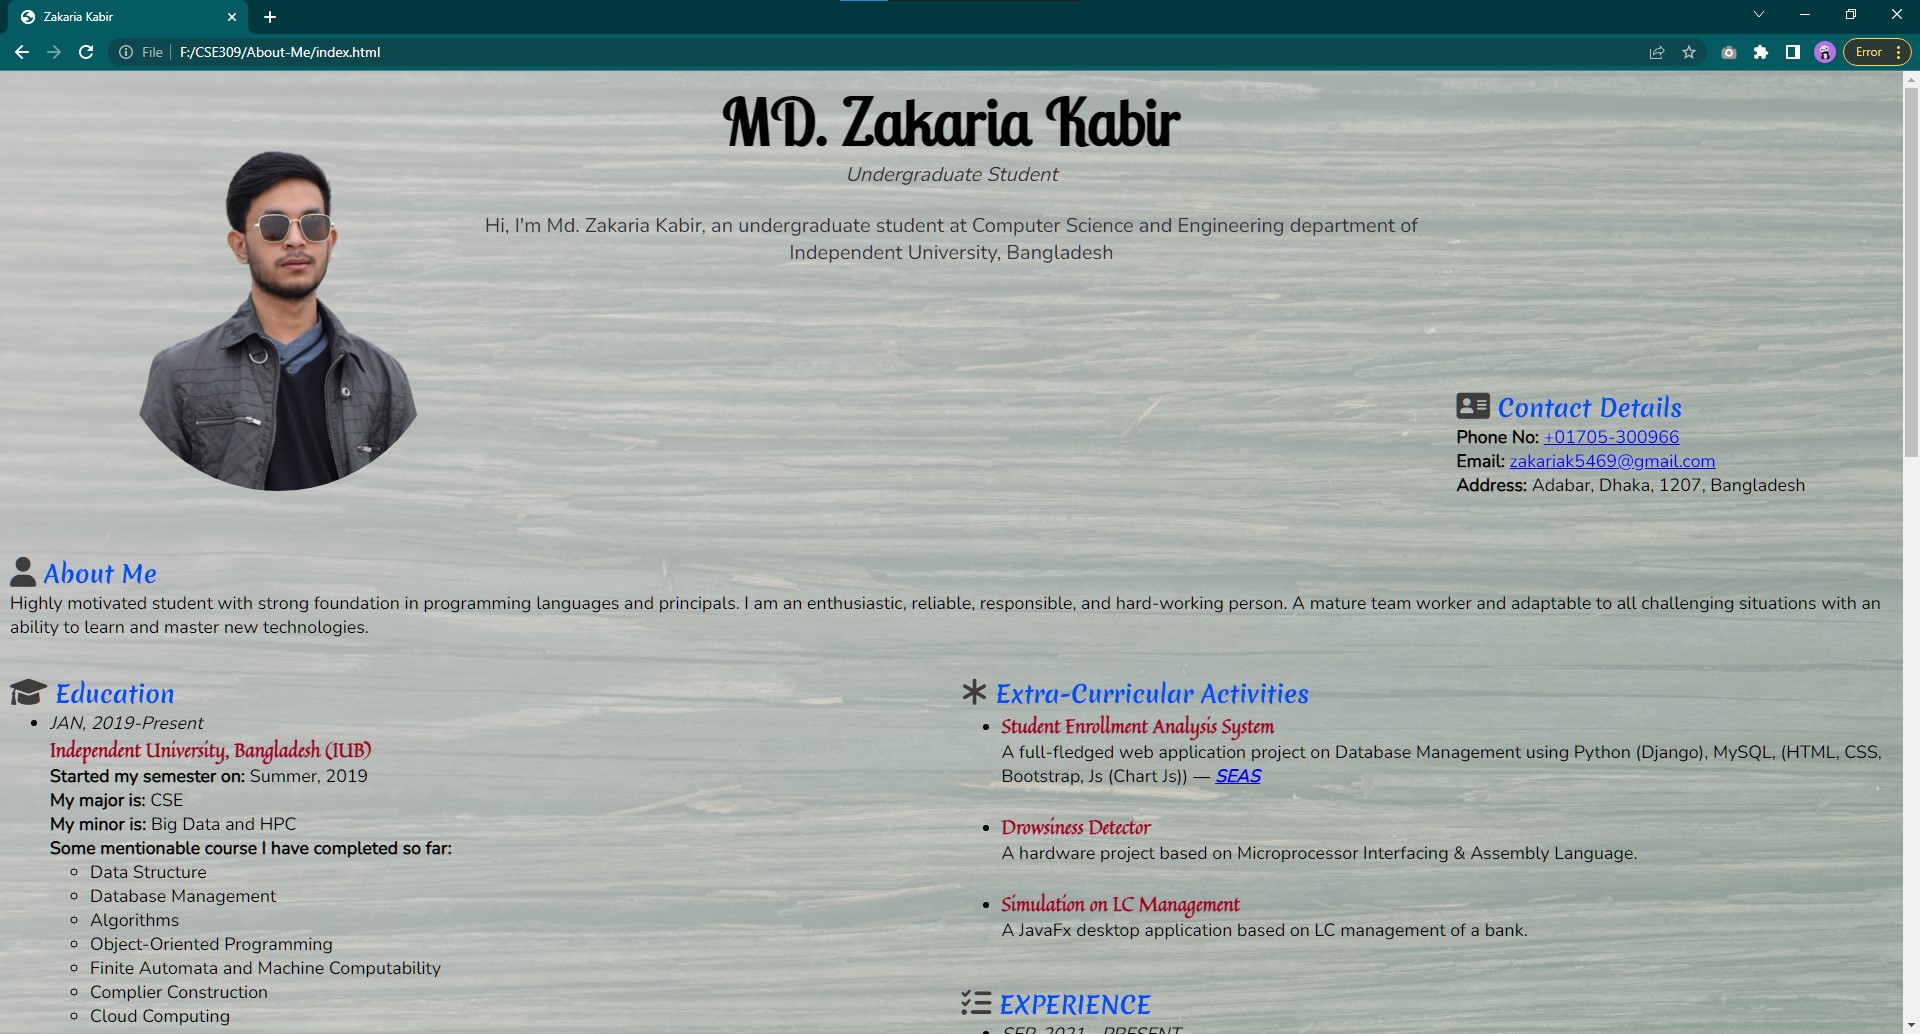 Zakaria Kabir
File
F:/CSE309/About-Me/index.html
Error
MD. Zakaria Kabir
Undergraduate Student
Hi, I'm Md. Zakaria Kabir, an undergraduate student at Computer Science and Engineering department of
Independent University, Bangladesh
Contact Details
Phone No: +01705-300966
Email: zakariak5469@gmail.com
Address: Adabar, Dhaka, 1207, Bangladesh
About Me
Highly motivated student with strong foundation in programming languages and principals. I am an enthusiastic, reliable, responsible, and hard-working person. A mature team worker and adaptable to all challenging situations with an
ability to learn and master new technologies.
Education
JAN, 2019-Present
Independent University, Bangladesh (IUB)
Started my semester on: Summer, 2019
My major is: CSE
My minor is: Big Data and HPC
Some mentionable course I have completed so far:
Data Structure
Database Management
Algorithms
Object-Oriented Programming
Finite Automata and Machine Computability
Complier Construction
Cloud Computing
Extra-Curricular Activities
Student Enrollment Analysis System
A full-fledged web application project on Database Management using Python (Django), MySQL, (HTML, CSS,
Bootstrap, Js (Chart Js)) — SEAS
Drowsiness Detector
A hardware project based on Microprocessor Interfacing & Assembly Language.
Simulation on LC Management
A JavaFx desktop application based on LC management of a bank.
EXPERIENCE
SEP, 2021 - PRESENT